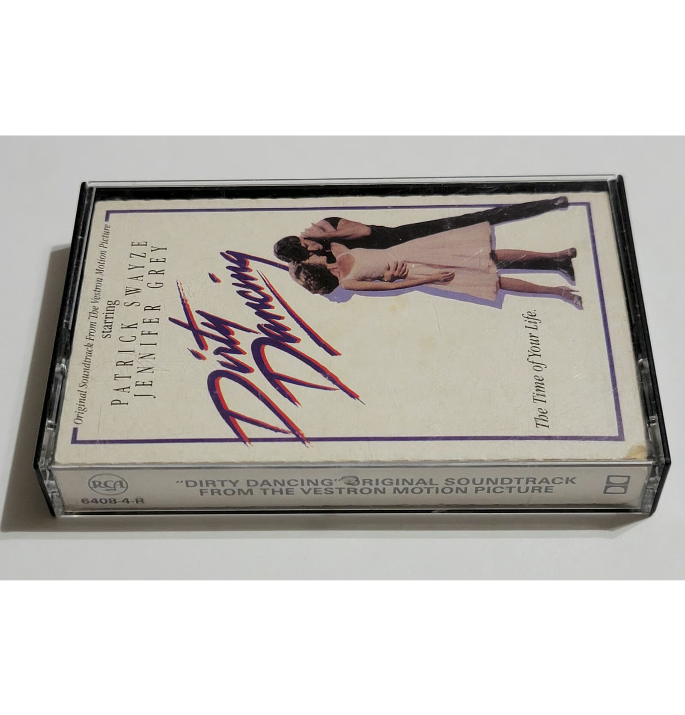 Original Soundtrack From The Vestron Motion Picture
starring
PATRICK SWAYZE
JENNIFER GREY
Dirty
Dancing
The Time of Your Life.
RCA
6408-4-R
"DIRTY DANCING" ORIGINAL SOUNDTRACK
FROM THE VESTRON MOTION PICTURE